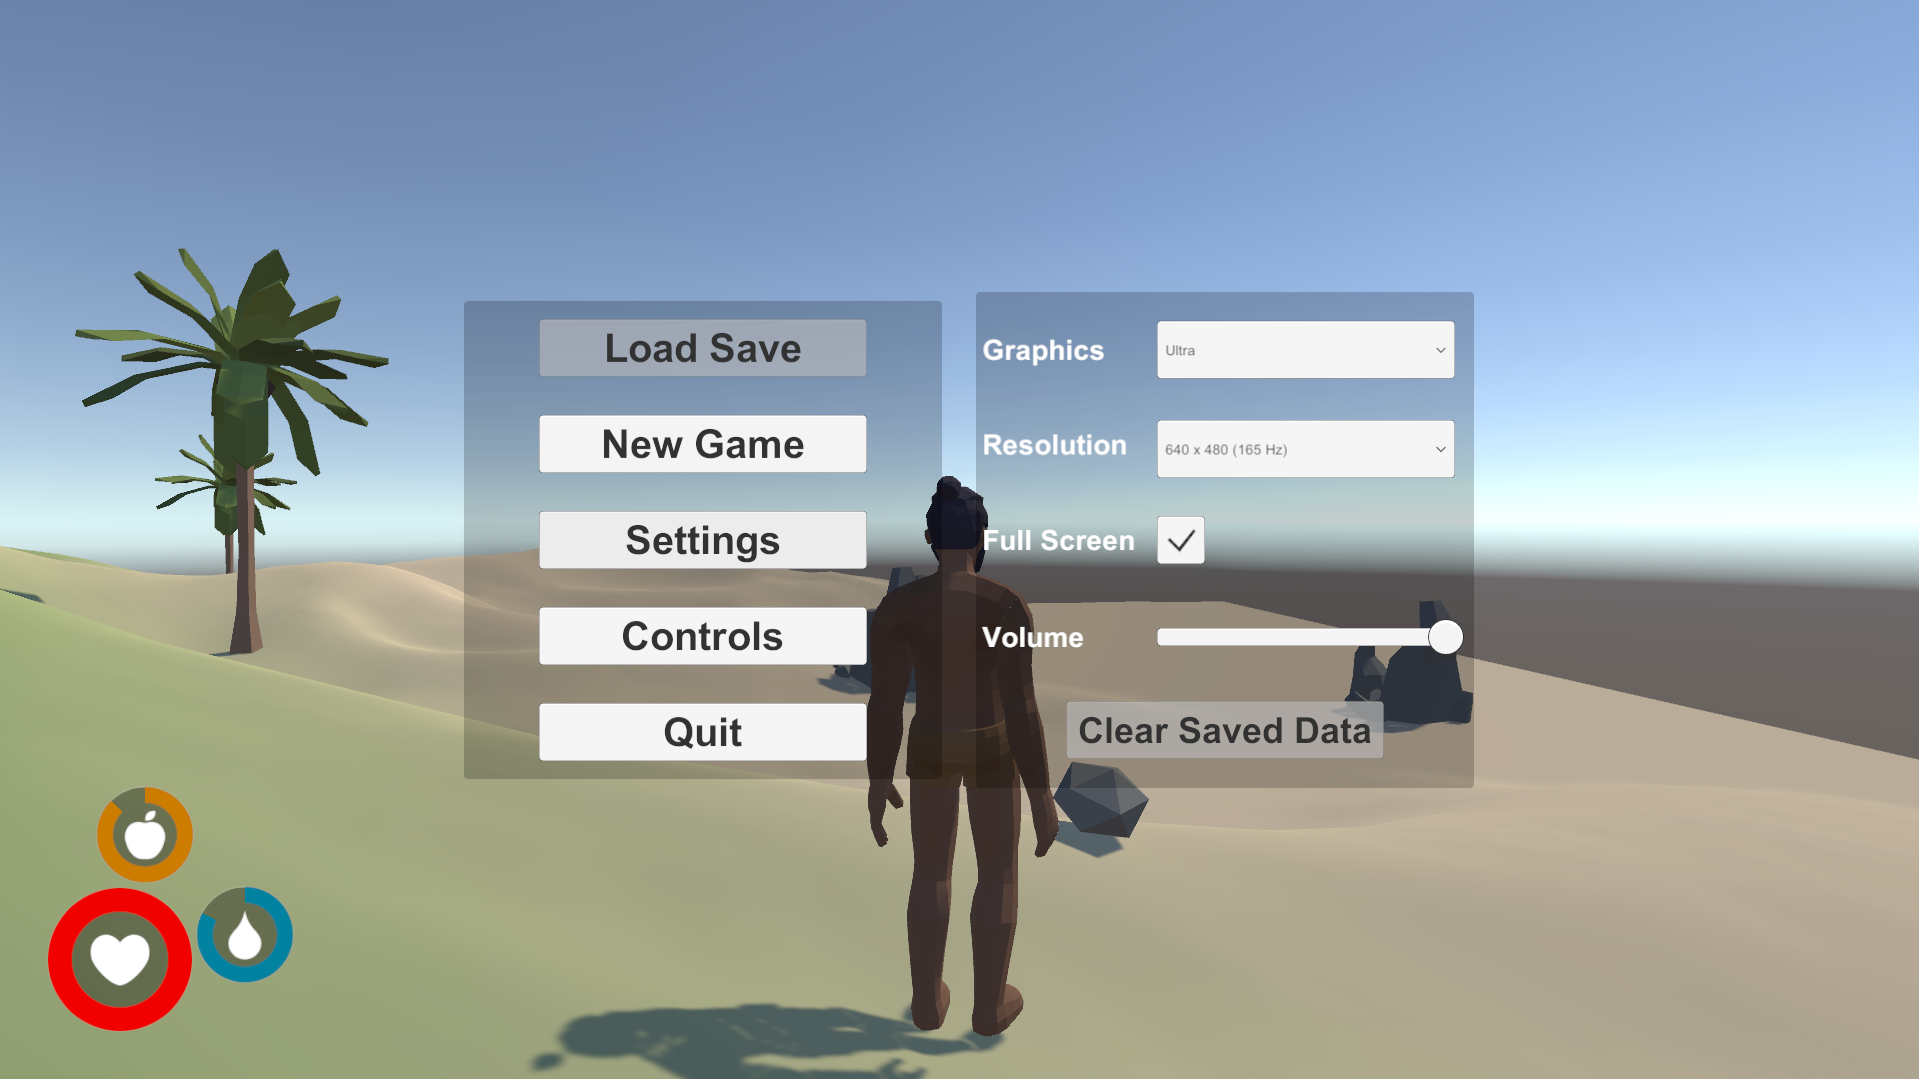 Load Save
New Game
Settings
Controls
Quit
Graphics
Ultra
Resolution
640 x 480 (165 Hz)
Full Screen
Volume
Clear Saved Data